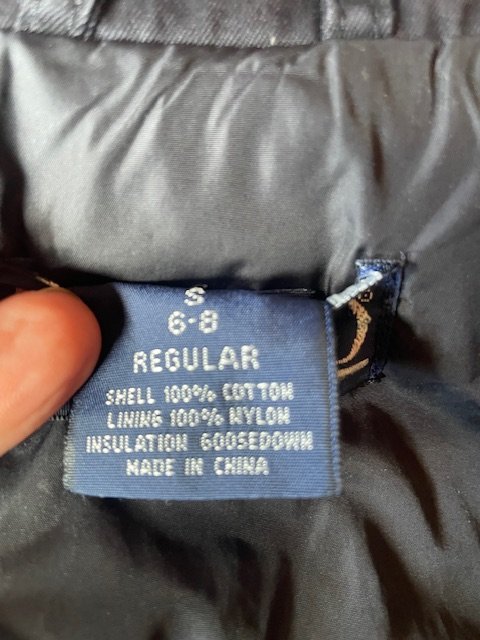 S
6-8
REGULAR
SHELL 100% COTTON
LINING 100% NYLON
INSULATION GOOSEDOWN
MADE IN CHINA